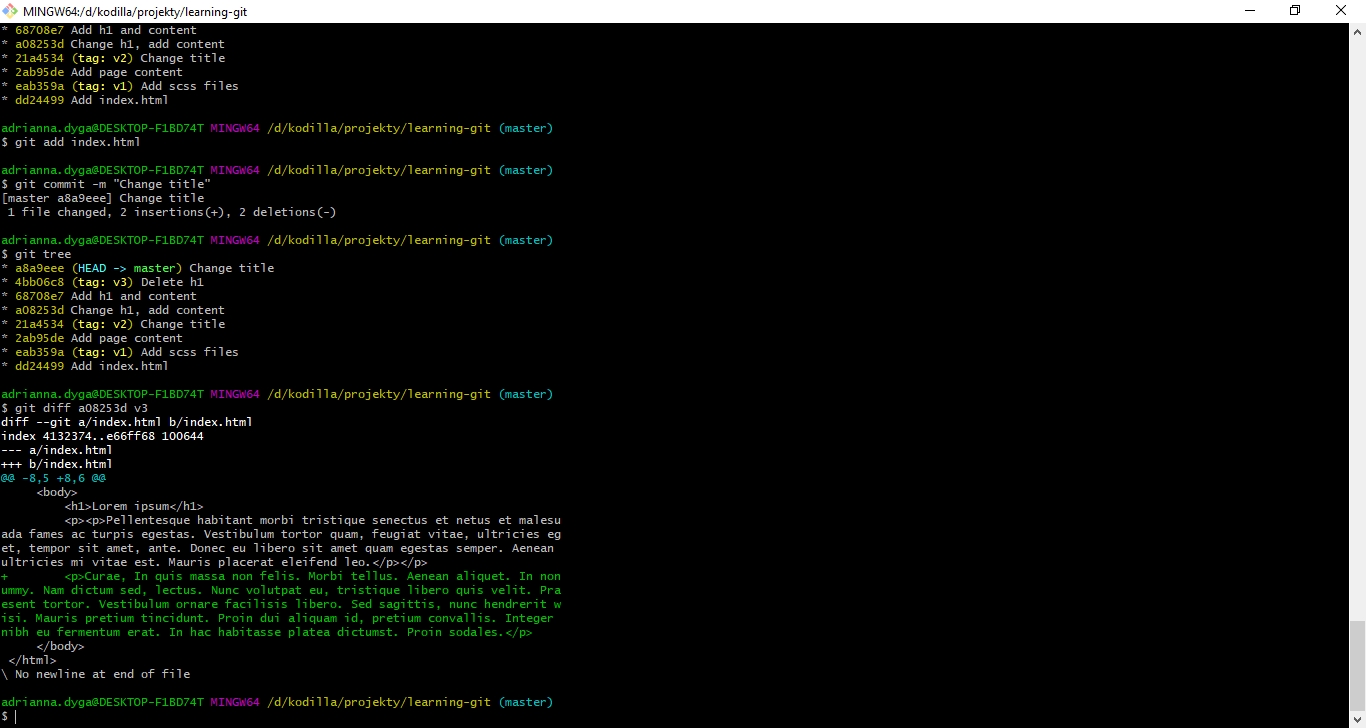 MINGW64:/d/kodilla/projekty/learning-git
* 68708e7 Add h1 and content
* a08253d Change h1, add content
* 21a4534 (tag: v2) Change title
* 2ab95de Add page content
* eab359a (tag: v1) Add scss files
* dd24499 Add index.html
adrianna.dyga@DESKTOP-F1BD74T MINGW64 /d/kodilla/projekty/learning-git (master)
$ git add index.html
adrianna.dyga@DESKTOP-F1BD74T MINGW64 /d/kodilla/projekty/learning-git (master)
$ git commit -m "Change title"
[master a8a9eee] Change title
 1 file changed, 2 insertions(+), 2 deletions(-)
adrianna.dyga@DESKTOP-F1BD74T MINGW64 /d/kodilla/projekty/learning-git (master)
$ git tree
* a8a9eee (HEAD -> master) Change title
* 4bb06c8 (tag: v3) Delete h1
* 68708e7 Add h1 and content
* a08253d Change h1, add content
* 21a4534 (tag: v2) Change title
* 2ab95de Add page content
* eab359a (tag: v1) Add scss files
* dd24499 Add index.html
adrianna.dyga@DESKTOP-F1BD74T MINGW64 /d/kodilla/projekty/learning-git (master)
$ git diff a08253d v3
diff --git a/index.html b/index.html
index 4132374..e66ff68 100644
--- a/index.html
+++ b/index.html
@@ -8,5 +8,6 @@
     <body>
         <h1>Lorem ipsum</h1>
         <p><p>Pellentesque habitant morbi tristique senectus et netus et malesu
ada fames ac turpis egestas. Vestibulum tortor quam, feugiat vitae, ultricies eg
et, tempor sit amet, ante. Donec eu libero sit amet quam egestas semper. Aenean
ultricies mi vitae est. Mauris placerat eleifend leo.</p></p>
+        <p>Curae, In quis massa non felis. Morbi tellus. Aenean aliquet. In non
ummy. Nam dictum sed, lectus. Nunc volutpat eu, tristique libero quis velit. Pra
esent tortor. Vestibulum ornare facilisis libero. Sed sagittis, nunc hendrerit w
isi. Mauris pretium tincidunt. Proin dui aliquam id, pretium convallis. Integer
nibh eu fermentum erat. In hac habitasse platea dictumst. Proin sodales.</p>
     </body>
 </html>
\ No newline at end of file
adrianna.dyga@DESKTOP-F1BD74T MINGW64 /d/kodilla/projekty/learning-git (master)
$